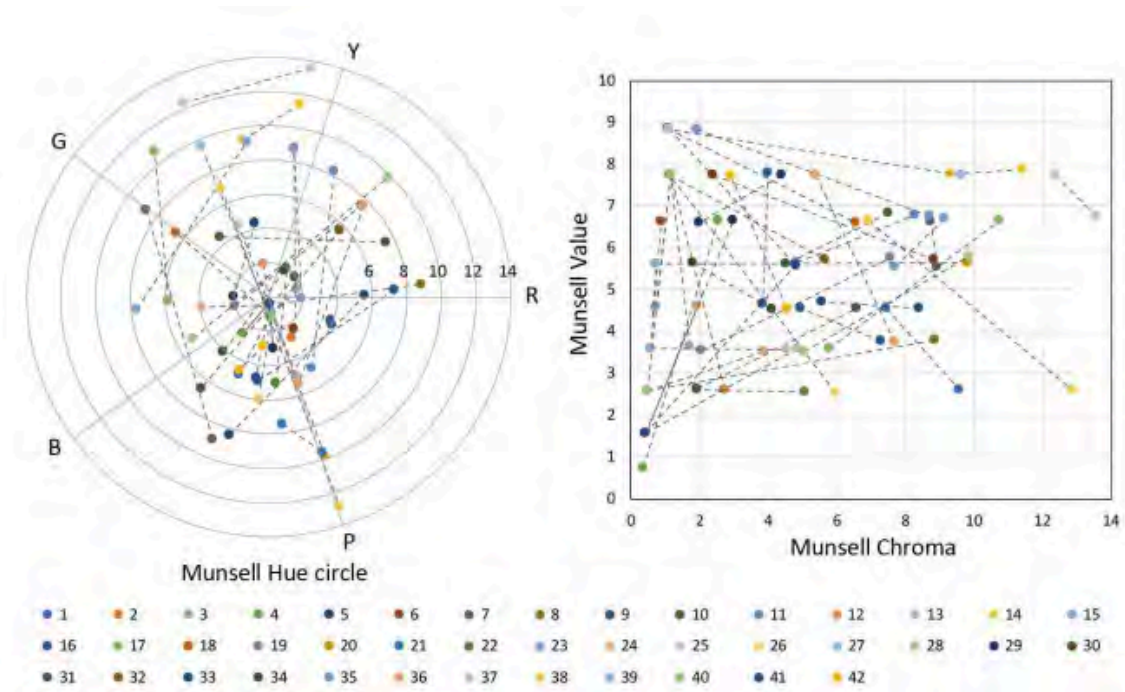 Y
G
6 8 10 12 14
R
B
P
Munsell Hue circle
10
9
8
7
6
5
4
3
2
1
0
Munsell Value
0 2 4 6 8 10 12 14
Munsell Chroma
1 2 3 4 5 6 7 8 9 10 11 12 13 14 15
16 17 18 19 20 21 22 23 24 25 26 27 28 29 30
31 32 33 34 35 36 37 38 39 40 41 42